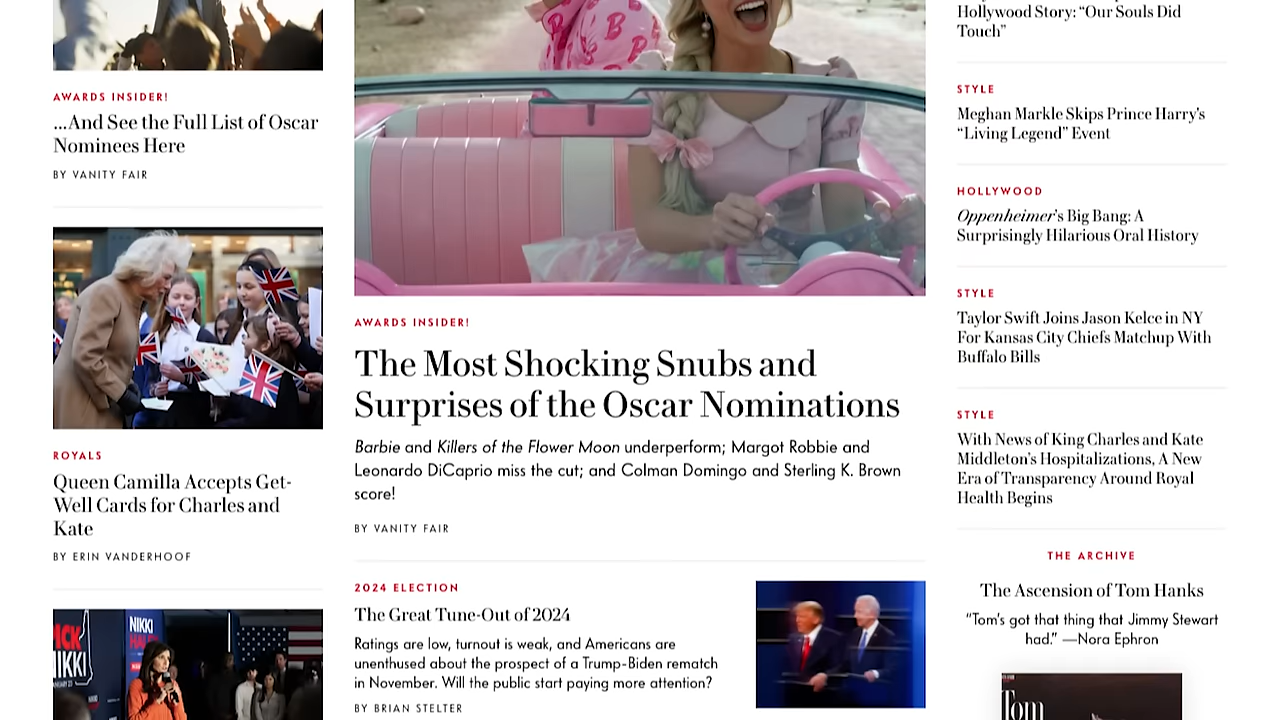 AWARDS INSIDER!
...And See the Full List of Oscar
Nominees Here
BY VANITY FAIR
ROYALS
Queen Camilla Accepts Get-
Well Cards for Charles and
Kate
BY ERIN VANDERHOOF
NIKKI
NIKKI
B
B
AWARDS INSIDER!
The Most Shocking Snubs and
Surprises of the Oscar Nominations
Barbie and Killers of the Flower Moon underperform; Margot Robbie and
Leonardo DiCaprio miss the cut; and Colman Domingo and Sterling K. Brown
score!
BY VANITY FAIR
2024 ELECTION
The Great Tune-Out of 2024
Ratings are low, turnout is weak, and Americans are
unenthused about the prospect of a Trump-Biden rematch
in November. Will the public start paying more attention?
BY BRIAN STELTER
Hollywood Story: “Our Souls Did
Touch”
STYLE
Meghan Markle Skips Prince Harry’s
“Living Legend” Event
HOLLYWOOD
Oppenheimer’s Big Bang: A
Surprisingly Hilarious Oral History
STYLE
Taylor Swift Joins Jason Kelce in NY
For Kansas City Chiefs Matchup With
Buffalo Bills
STYLE
With News of King Charles and Kate
Middleton’s Hospitalizations, A New
Era of Transparency Around Royal
Health Begins
THE ARCHIVE
The Ascension of Tom Hanks
“Tom’s got that thing that Jimmy Stewart
had.” —Nora Ephron
Tom